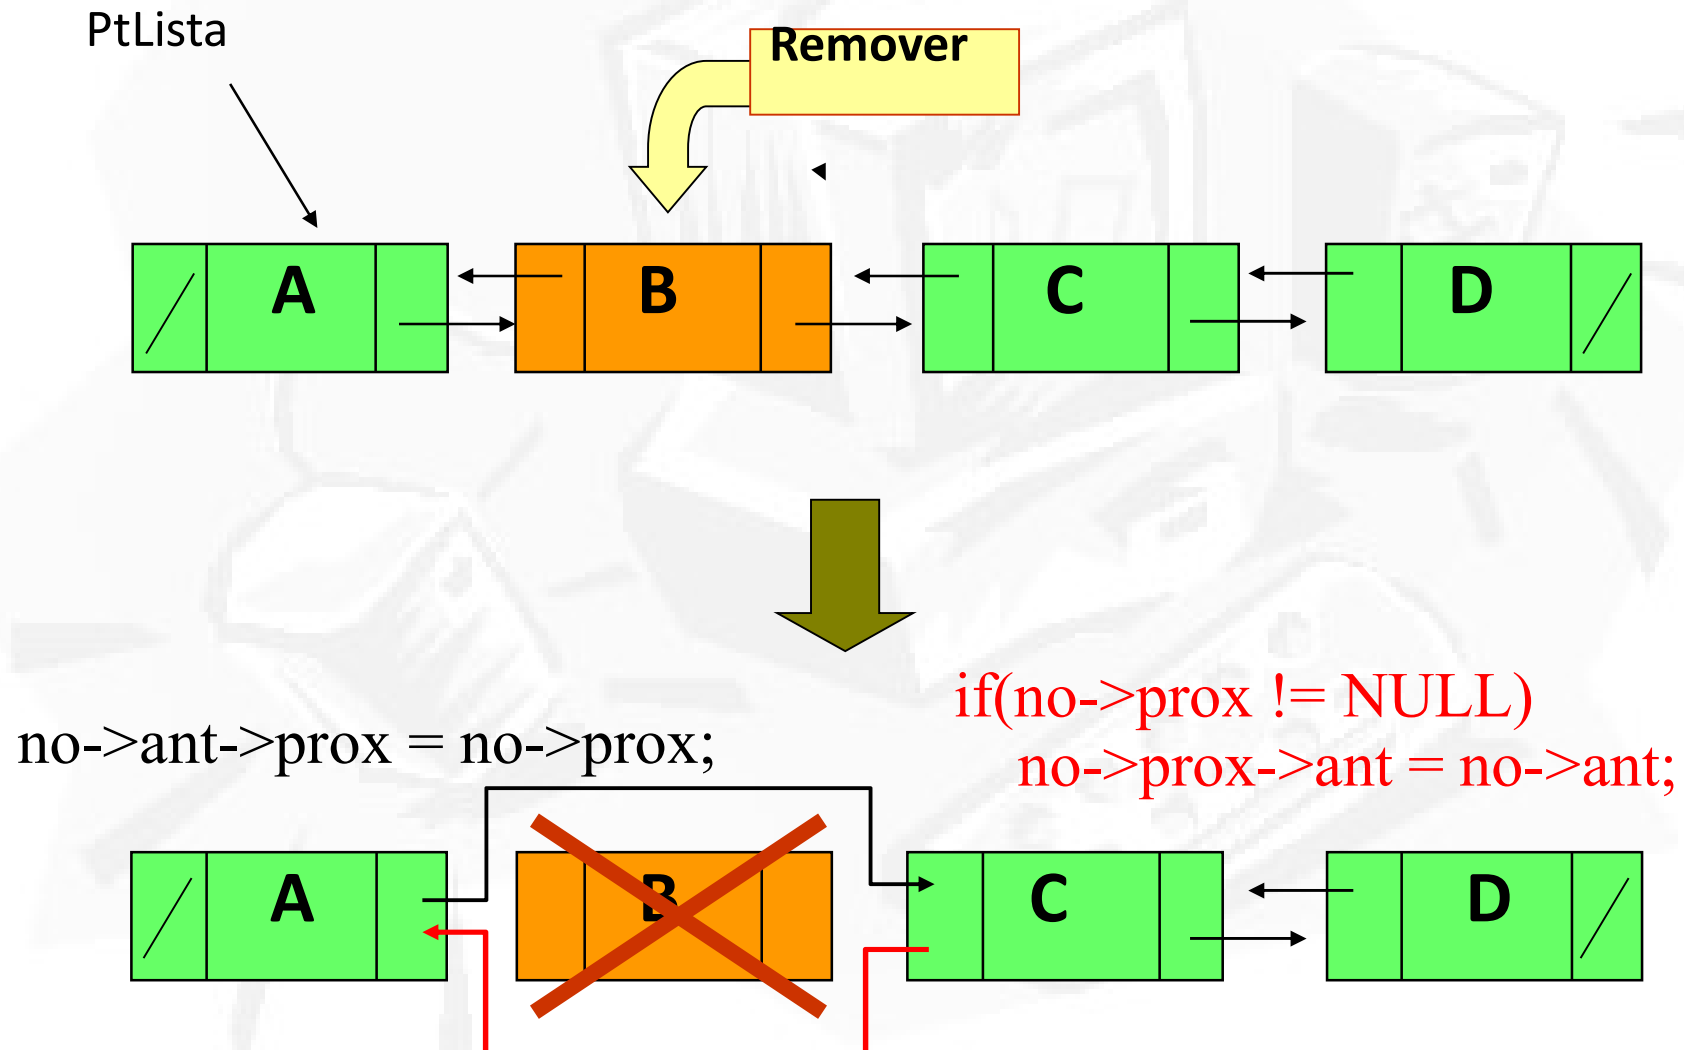 PtLista
Remover
A B C D
if(no->prox != NULL)
no->ant->prox = no->prox;
no->prox->ant = no->ant;
A B C D